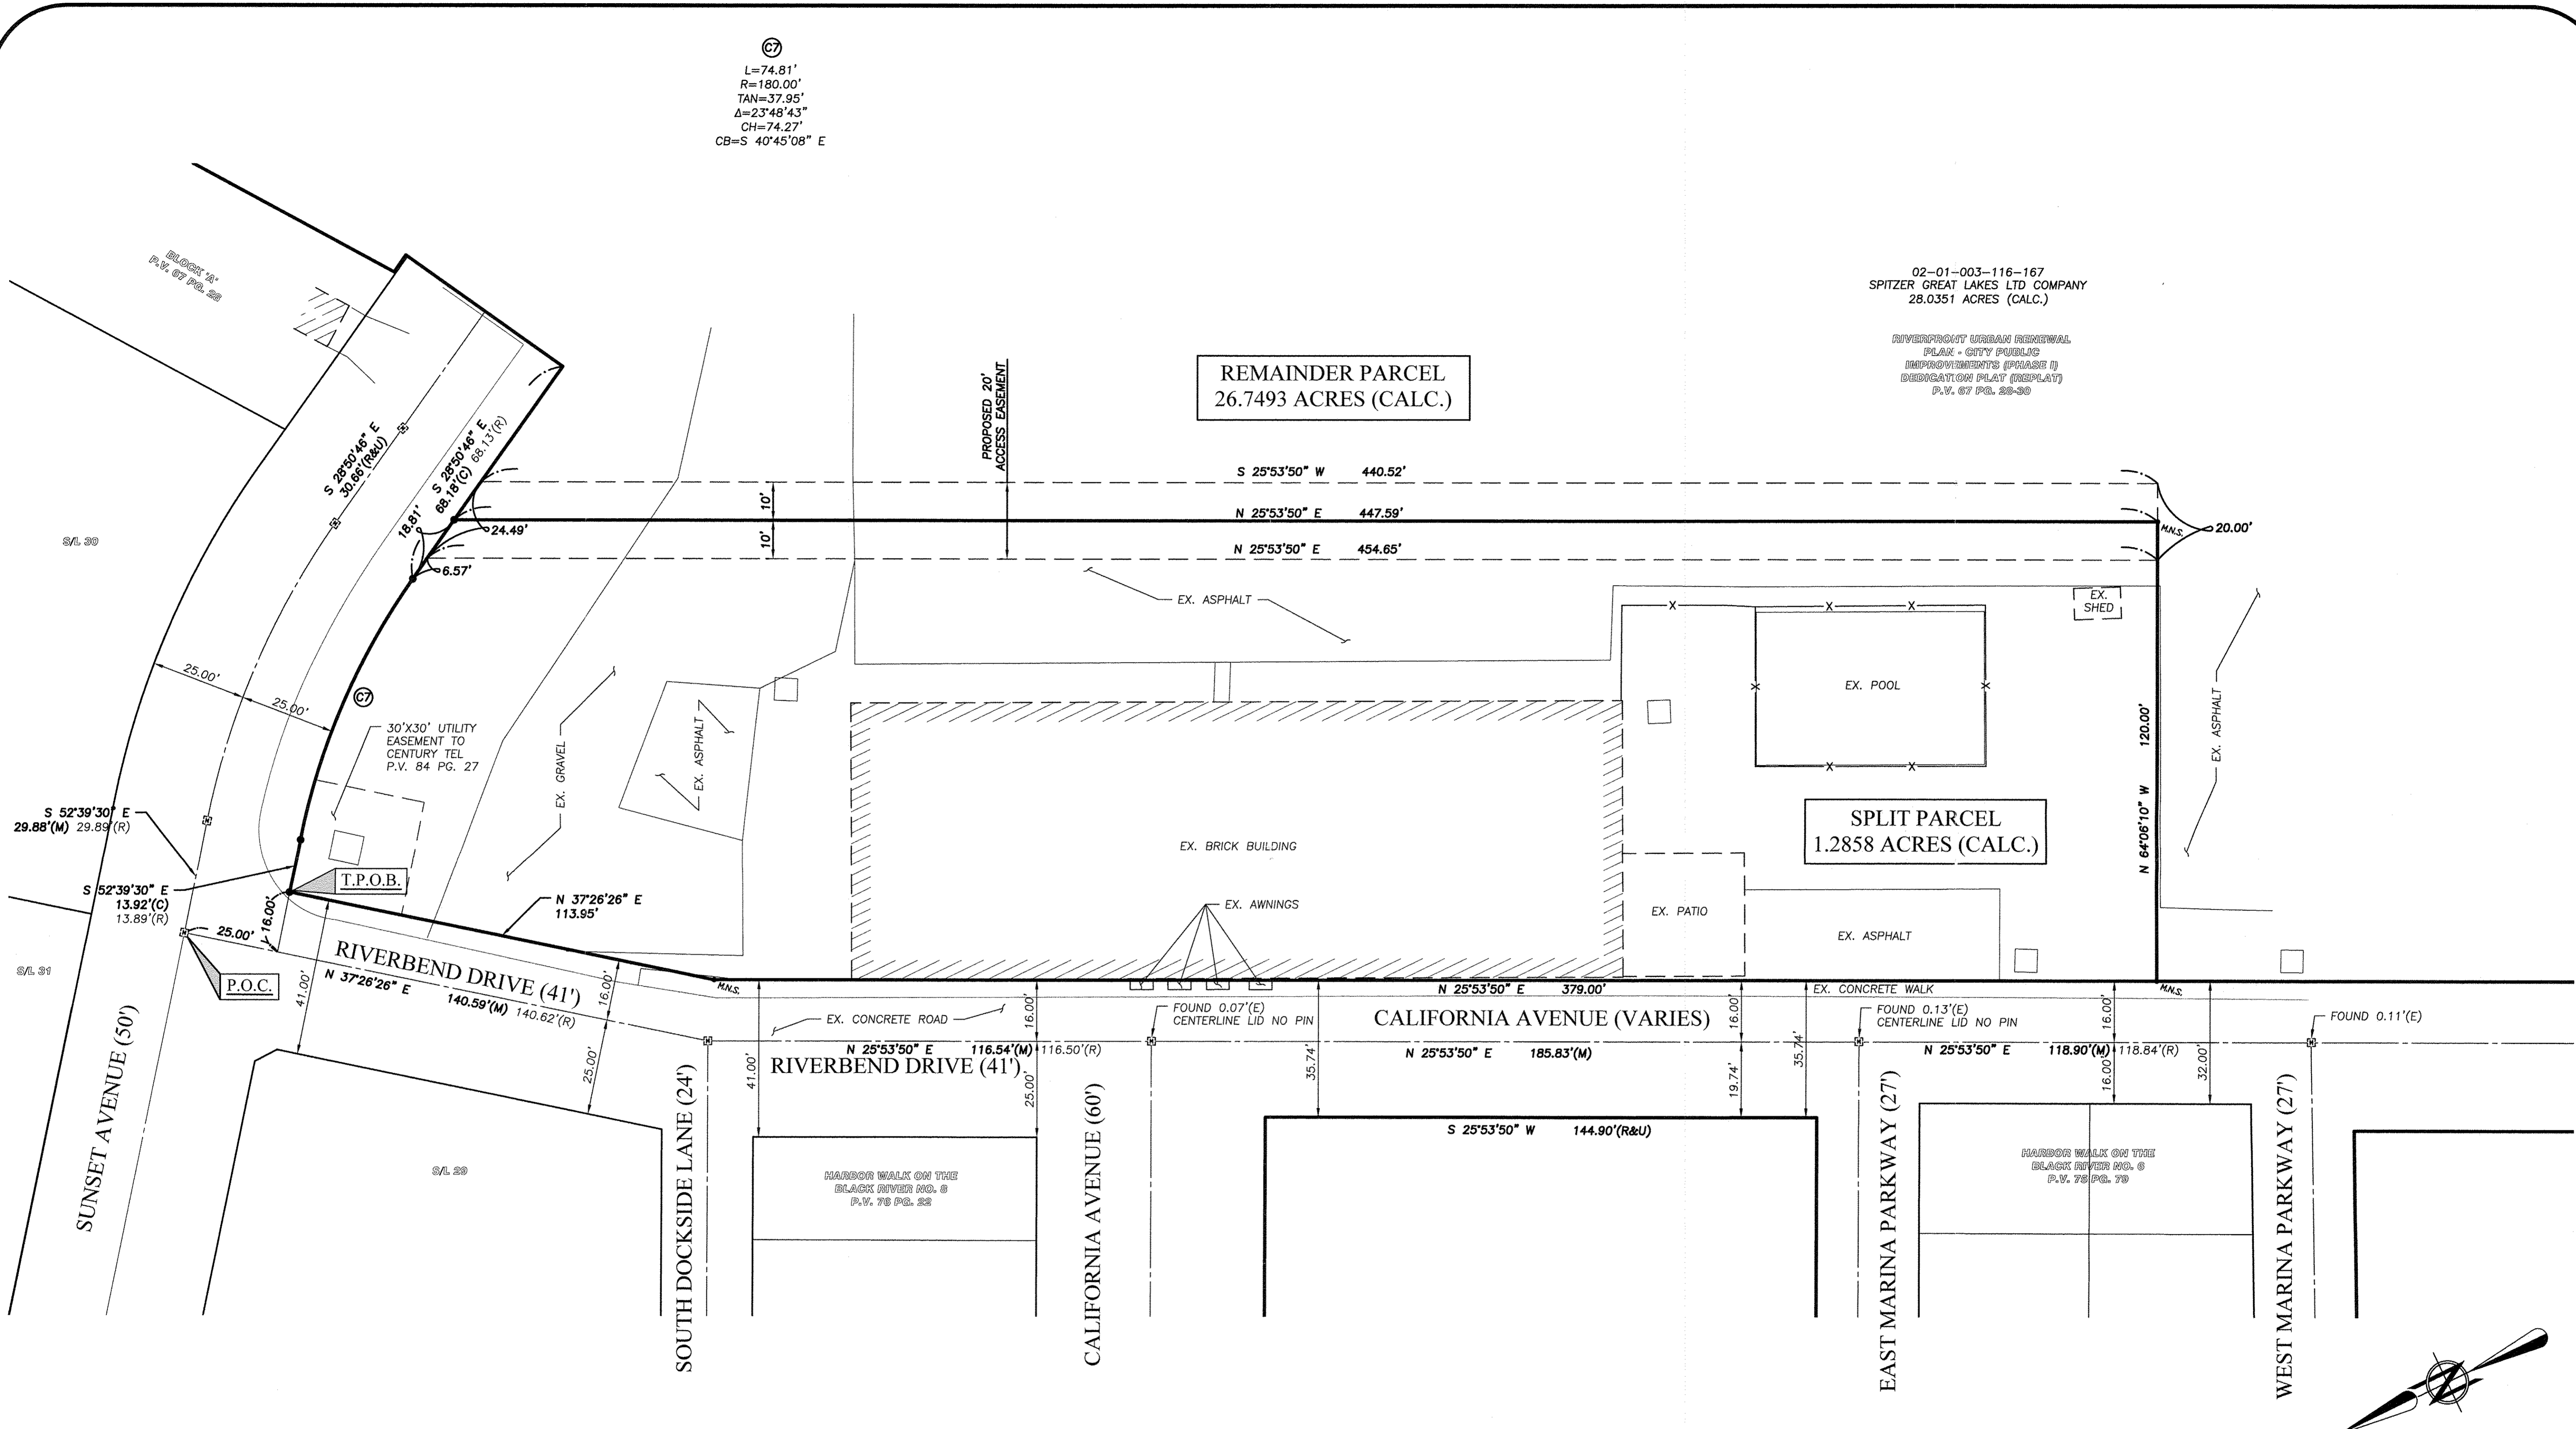 C7
L=74.81'
R=180.00'
TAN=37.95'
Δ=23°48'43"
CH=74.27'
CB=S 40°45'08" E
BLOCK "A"
P.V. 67 PG. 28
02-01-003-116-167
SPITZER GREAT LAKES LTD COMPANY
28.0351 ACRES (CALC.)
RIVERFRONT URBAN RENEWAL
PLAN - CITY PUBLIC
IMPROVEMENTS (PHASE I)
DEDICATION PLAT (REPLAT)
P.V. 67 PG. 28-30
REMAINDER PARCEL
26.7493 ACRES (CALC.)
PROPOSED 20'
ACCESS EASEMENT
S 28°50'46" E
30.66'(R&U)
S 28°50'46" E
68.18'(C) 68.13'(R)
S 25°53'50" W 440.52'
10'
N 25°53'50" E 447.59'
10'
N 25°53'50" E 454.65'
18.81'
24.49'
6.57'
M.N.S.
20.00'
S/L 30
EX. ASPHALT
EX. SHED
EX. POOL
25.00'
25.00'
C7
30'X30' UTILITY
EASEMENT TO
CENTURY TEL
P.V. 84 PG. 27
EX. GRAVEL
EX. ASPHALT
EX. ASPHALT
N 64°06'10" W 120.00'
SPLIT PARCEL
1.2858 ACRES (CALC.)
EX. BRICK BUILDING
S 52°39'30" E
29.88'(M) 29.89'(R)
S 52°39'30" E
13.92'(C)
13.89'(R)
T.P.O.B.
N 37°26'26" E
113.95'
EX. AWNINGS
EX. PATIO
EX. ASPHALT
16.00'
25.00'
S/L 31
P.O.C.
RIVERBEND DRIVE (41')
N 37°26'26" E 140.59'(M) 140.62'(R)
41.00'
16.00'
25.00'
M.N.S.
N 25°53'50" E 379.00'
EX. CONCRETE WALK
M.N.S.
EX. CONCRETE ROAD
16.00'
FOUND 0.07'(E)
CENTERLINE LID NO PIN
CALIFORNIA AVENUE (VARIES)
16.00'
FOUND 0.13'(E)
CENTERLINE LID NO PIN
16.00'
FOUND 0.11'(E)
N 25°53'50" E 116.54'(M) 116.50'(R)
N 25°53'50" E 185.83'(M)
N 25°53'50" E 118.90'(M) 118.84'(R)
RIVERBEND DRIVE (41')
41.00'
25.00'
35.74'
19.74'
35.74'
16.00'
32.00'
S 25°53'50" W 144.90'(R&U)
SUNSET AVENUE (50')
S/L 29
SOUTH DOCKSIDE LANE (24')
HARBOR WALK ON THE
BLACK RIVER NO. 8
P.V. 76 PG. 22
CALIFORNIA AVENUE (60')
EAST MARINA PARKWAY (27')
HARBOR WALK ON THE
BLACK RIVER NO. 6
P.V. 75 PG. 79
WEST MARINA PARKWAY (27')
N